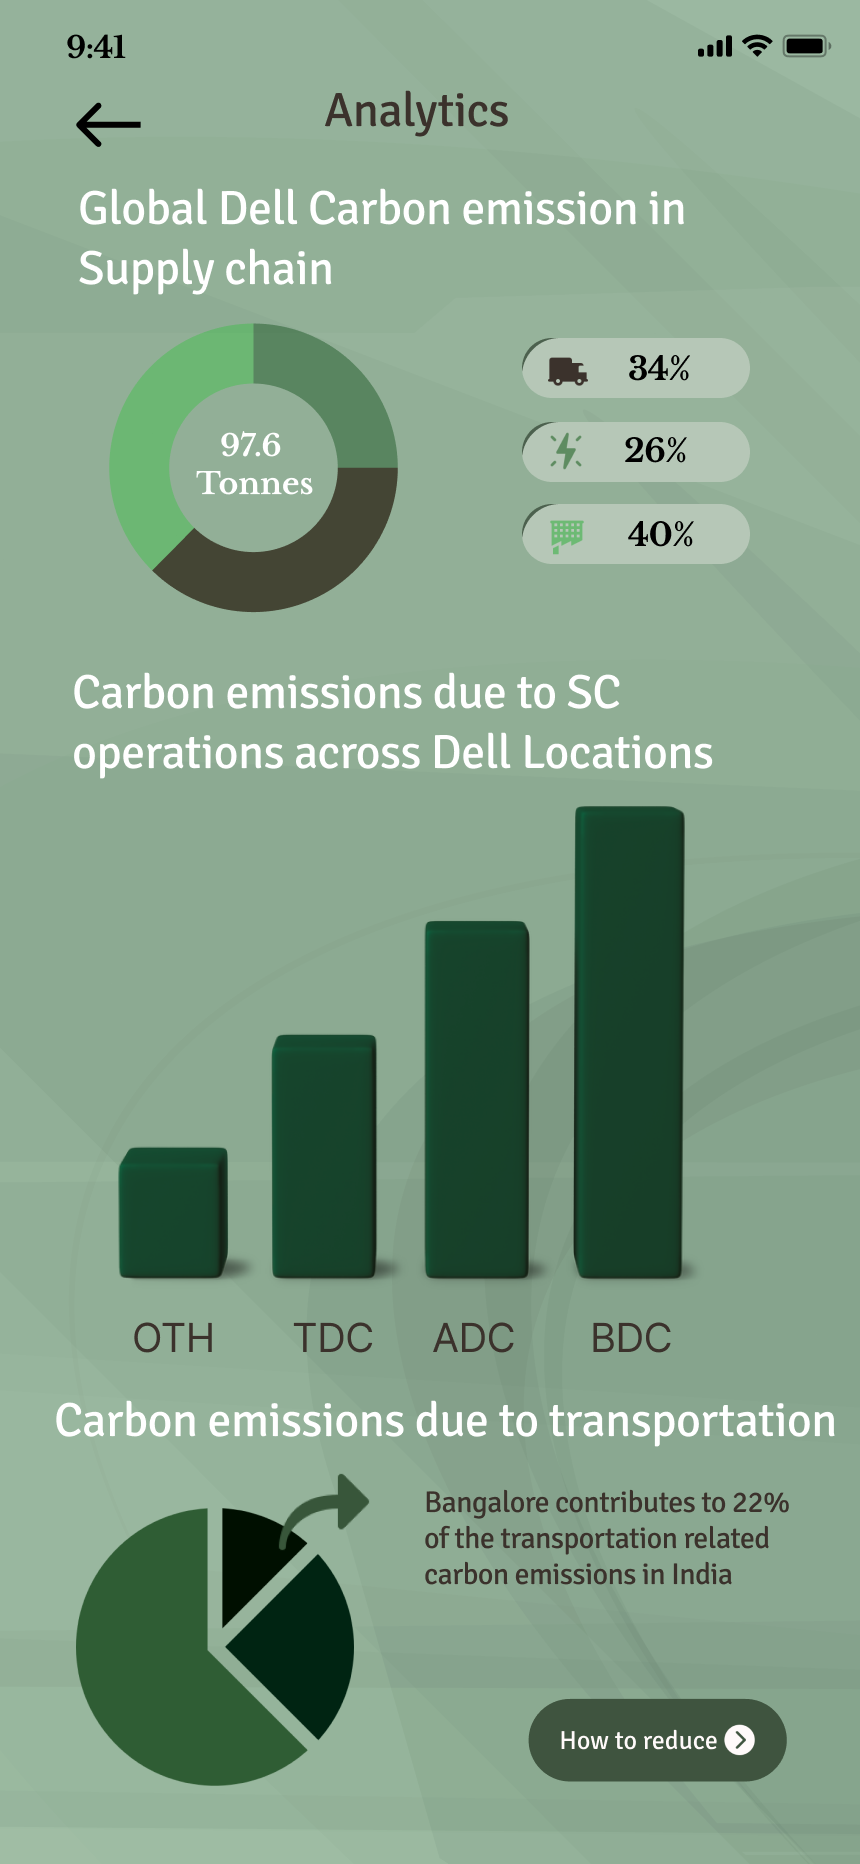 9:41
Analytics
Global Dell Carbon emission in
Supply chain
97.6
Tonnes
34%
26%
40%
Carbon emissions due to SC
operations across Dell Locations
OTH TDC ADC BDC
Carbon emissions due to transportation
Bangalore contributes to 22%
of the transportation related
carbon emissions in India
How to reduce